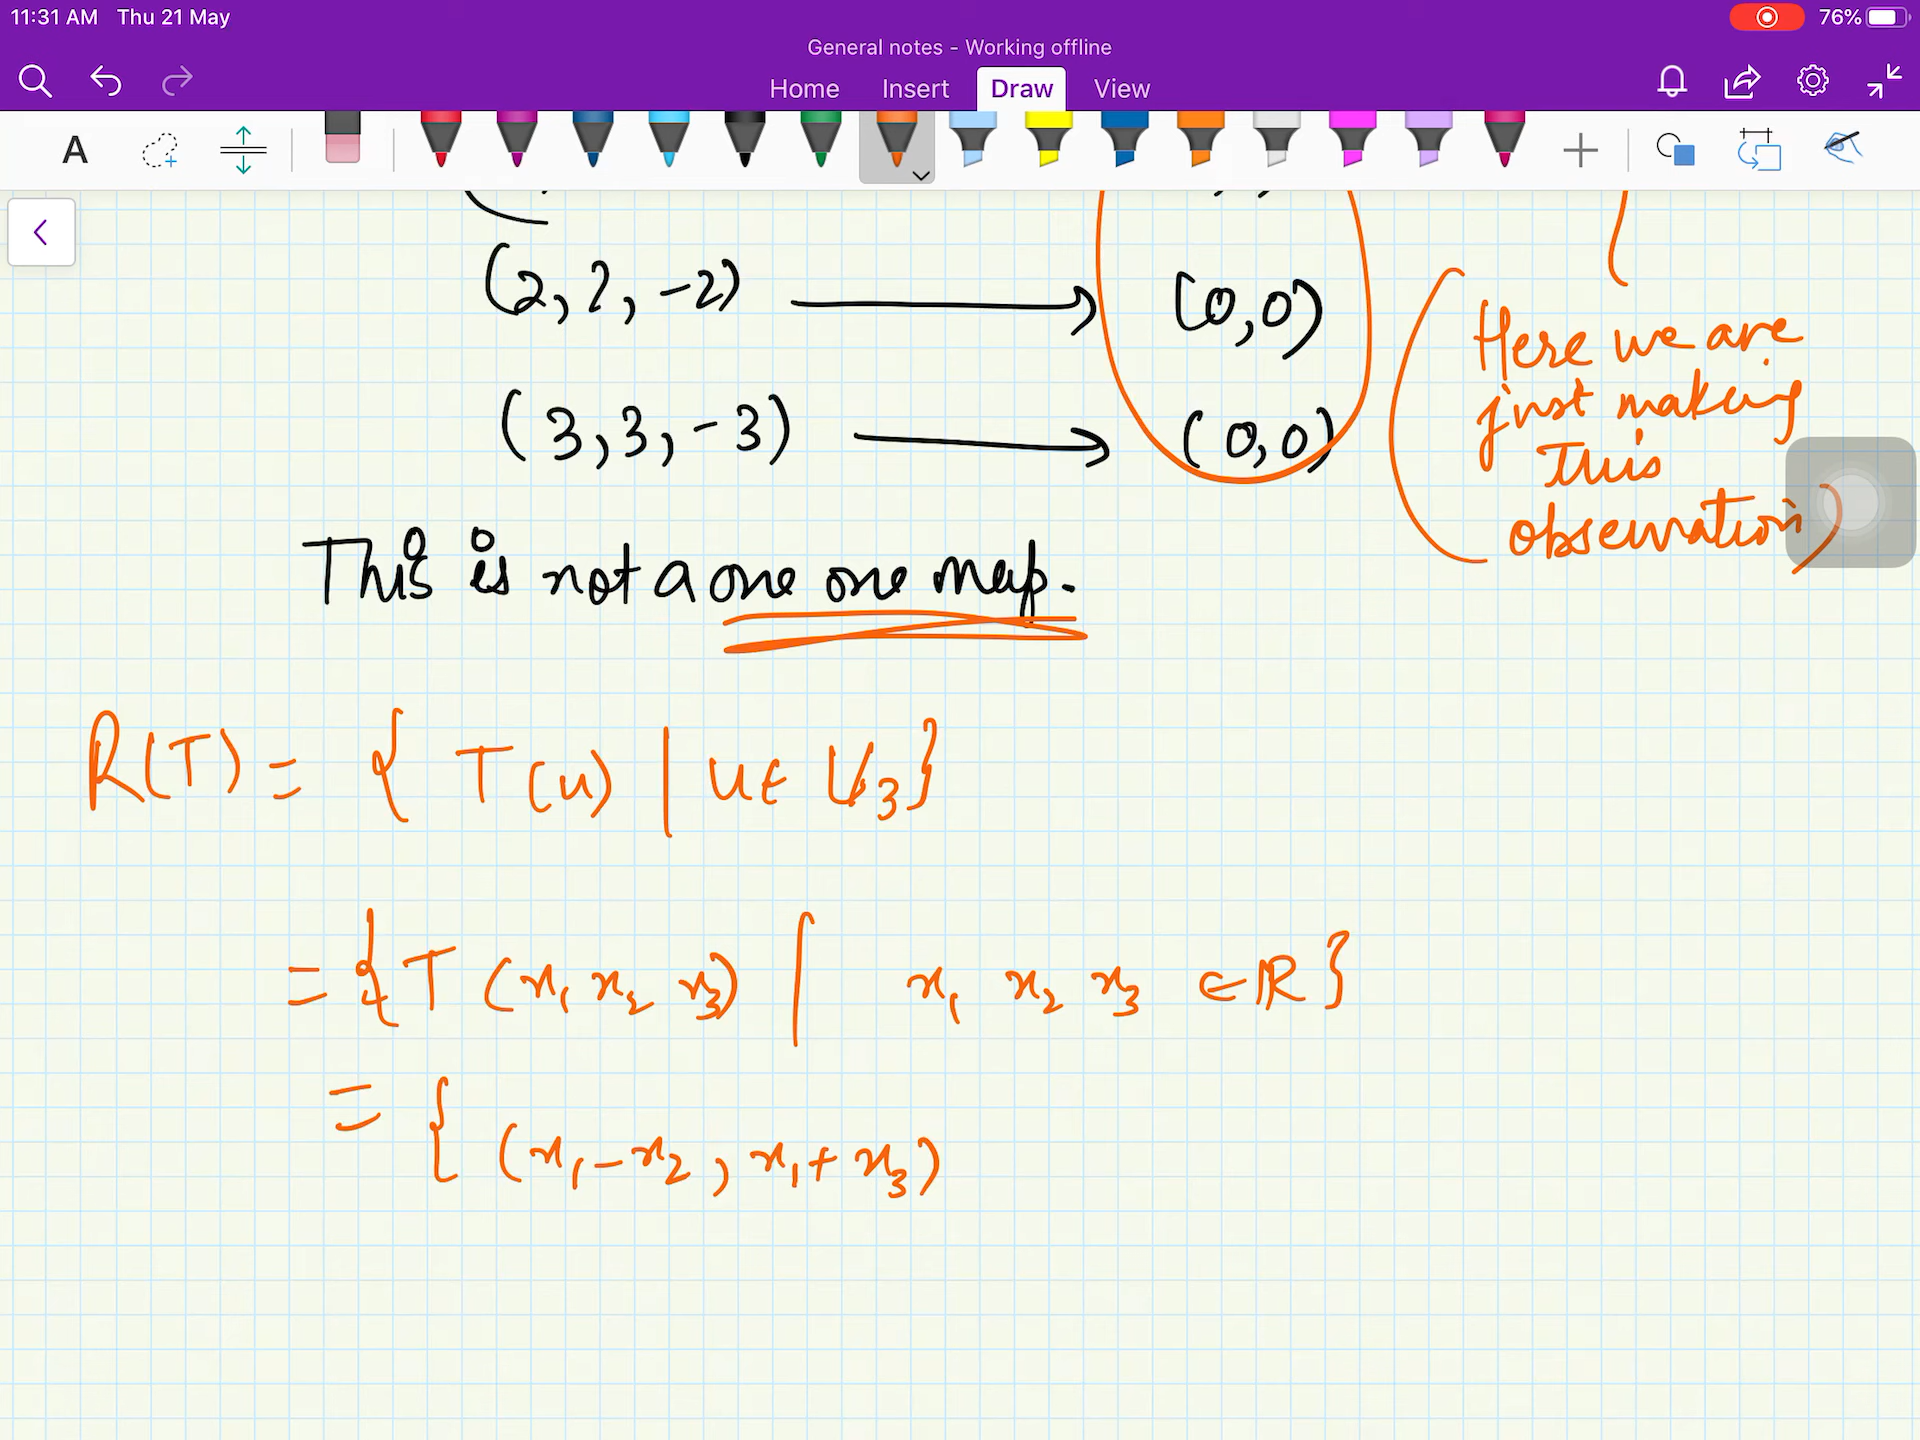 11:31 AM Thu 21 May
76%
General notes - Working offline
Home Insert Draw View
A
(2, 2, -2) ⟶ (0,0)
(3,3,-3) ⟶ (0,0)
Here we are
just making
this
observation)
This is not a one one map.
R(T) = { T(u) | u ∈ V₃}
= {T (x₁ x₂ x₃) | x₁ x₂ x₃ ∈ ℝ }
= { (x₁-x₂, x₁+x₃)